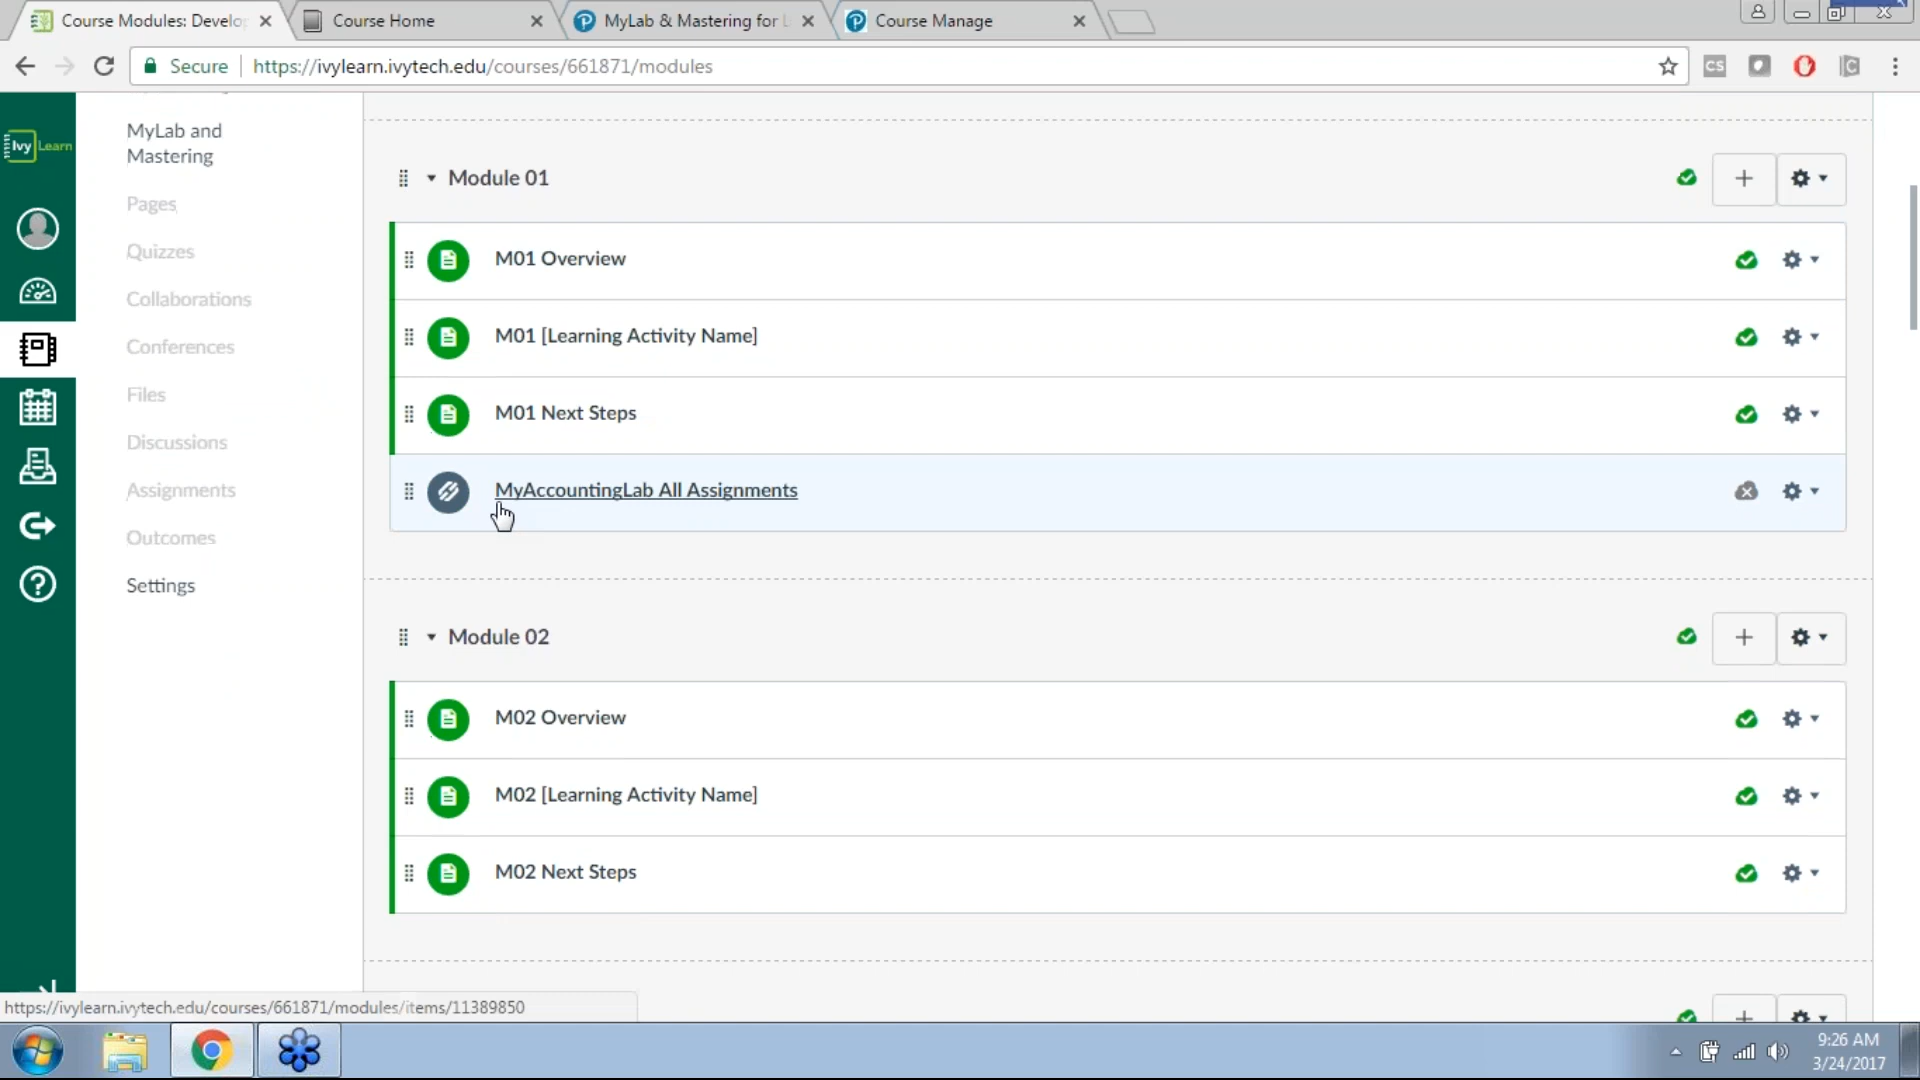 Course Modules: Develo
Course Home
MyLab & Mastering for L
Course Manage
Secure
https://ivylearn.ivytech.edu/courses/661871/modules
CS
Ivy Learn
MyLab and
Mastering
Pages
Quizzes
Collaborations
Conferences
Files
Discussions
Assignments
Outcomes
Settings
Module 01
M01 Overview
M01 [Learning Activity Name]
M01 Next Steps
MyAccountingLab All Assignments
Module 02
M02 Overview
M02 [Learning Activity Name]
M02 Next Steps
https://ivylearn.ivytech.edu/courses/661871/modules/items/11389850
9:26 AM
3/24/2017